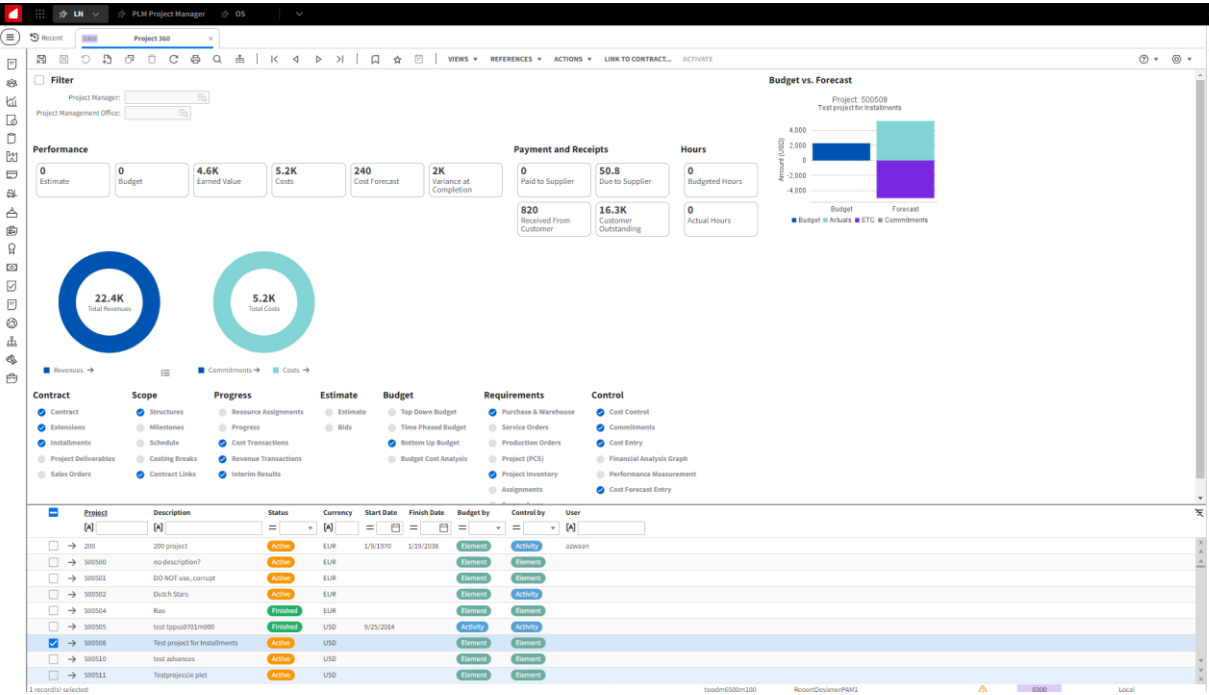 LN PLM Project Manager OS
Recent 0300 Project 360 ×
VIEWS REFERENCES ACTIONS LINK TO CONTRACT... ACTIVATE
Filter
Project Manager:
Project Management Office:
Performance
0 Estimate
0 Budget
4.6K Earned Value
5.2K Costs
240 Cost Forecast
2K Variance at Completion
Payment and Receipts
0 Paid to Supplier
50.8 Due to Supplier
820 Received From Customer
16.3K Customer Outstanding
Hours
0 Budgeted Hours
0 Actual Hours
Budget vs. Forecast
Project: 500508
Test project for Installments
Amount (USD)
4,000
2,000
0
-2,000
-4,000
Budget Forecast
Budget Actuals ETC Commitments
22.4K
Total Revenues
5.2K
Total Costs
Revenues →
Commitments → Costs →
Contract
Contract
Extensions
Installments
Project Deliverables
Sales Orders
Scope
Structures
Milestones
Schedule
Costing Breaks
Contract Links
Progress
Resource Assignments
Progress
Cost Transactions
Revenue Transactions
Interim Results
Estimate
Estimate
Bids
Budget
Top Down Budget
Time Phased Budget
Bottom Up Budget
Budget Cost Analysis
Requirements
Purchase & Warehouse
Service Orders
Production Orders
Project (PCS)
Project Inventory
Assignments
Control
Cost Control
Commitments
Cost Entry
Financial Analysis Graph
Performance Measurement
Cost Forecast Entry
Project Description Status Currency Start Date Finish Date Budget by Control by User
[A] [A] = [A] = = = = [A]
→ 200 200 project Active EUR 1/9/1970 1/19/2038 Element Activity azwaan
→ 500500 no description? Active EUR Element Element
→ 500501 DO NOT use, corrupt Active EUR Element Element
→ 500502 Dutch Stars Active EUR Element Activity
→ 500504 Rao Finished EUR Element Element
→ 500505 test tppss0701m000 Finished USD 9/25/2014 Activity Activity
→ 500508 Test project for Installments Active USD Element Element
→ 500510 test advances Active USD Element Element
→ 500511 Testprojeccie piet Active USD Element Element
1 record(s) selected tppdm6500m100 ReportDesignerPAM1 0300 Local